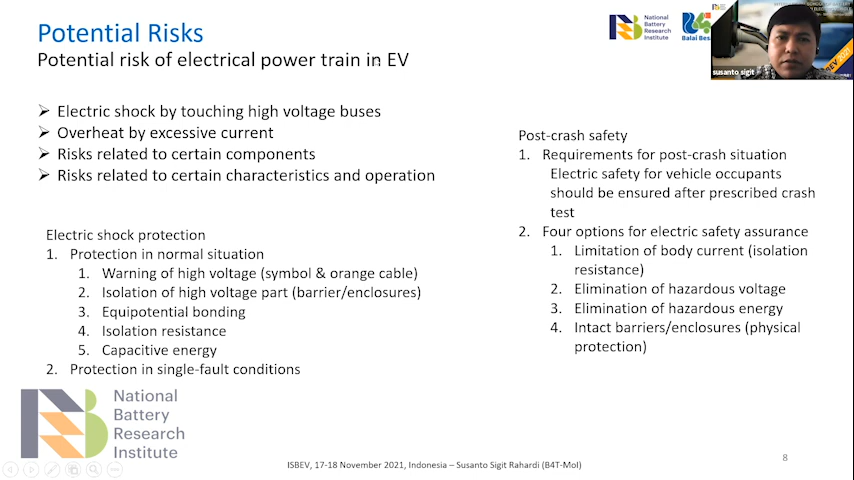 Potential Risks
Potential risk of electrical power train in EV
➢ Electric shock by touching high voltage buses
➢ Overheat by excessive current
➢ Risks related to certain components
➢ Risks related to certain characteristics and operation
Electric shock protection
1. Protection in normal situation
1. Warning of high voltage (symbol & orange cable)
2. Isolation of high voltage part (barrier/enclosures)
3. Equipotential bonding
4. Isolation resistance
5. Capacitive energy
2. Protection in single-fault conditions
Post-crash safety
1. Requirements for post-crash situation
Electric safety for vehicle occupants
should be ensured after prescribed crash
test
2. Four options for electric safety assurance
1. Limitation of body current (isolation
resistance)
2. Elimination of hazardous voltage
3. Elimination of hazardous energy
4. Intact barriers/enclosures (physical
protection)
National
Battery
Research
Institute
Balai Bes
susanto sigit
National
Battery
Research
Institute
ISBEV, 17-18 November 2021, Indonesia – Susanto Sigit Rahardi (B4T-MoI)
8